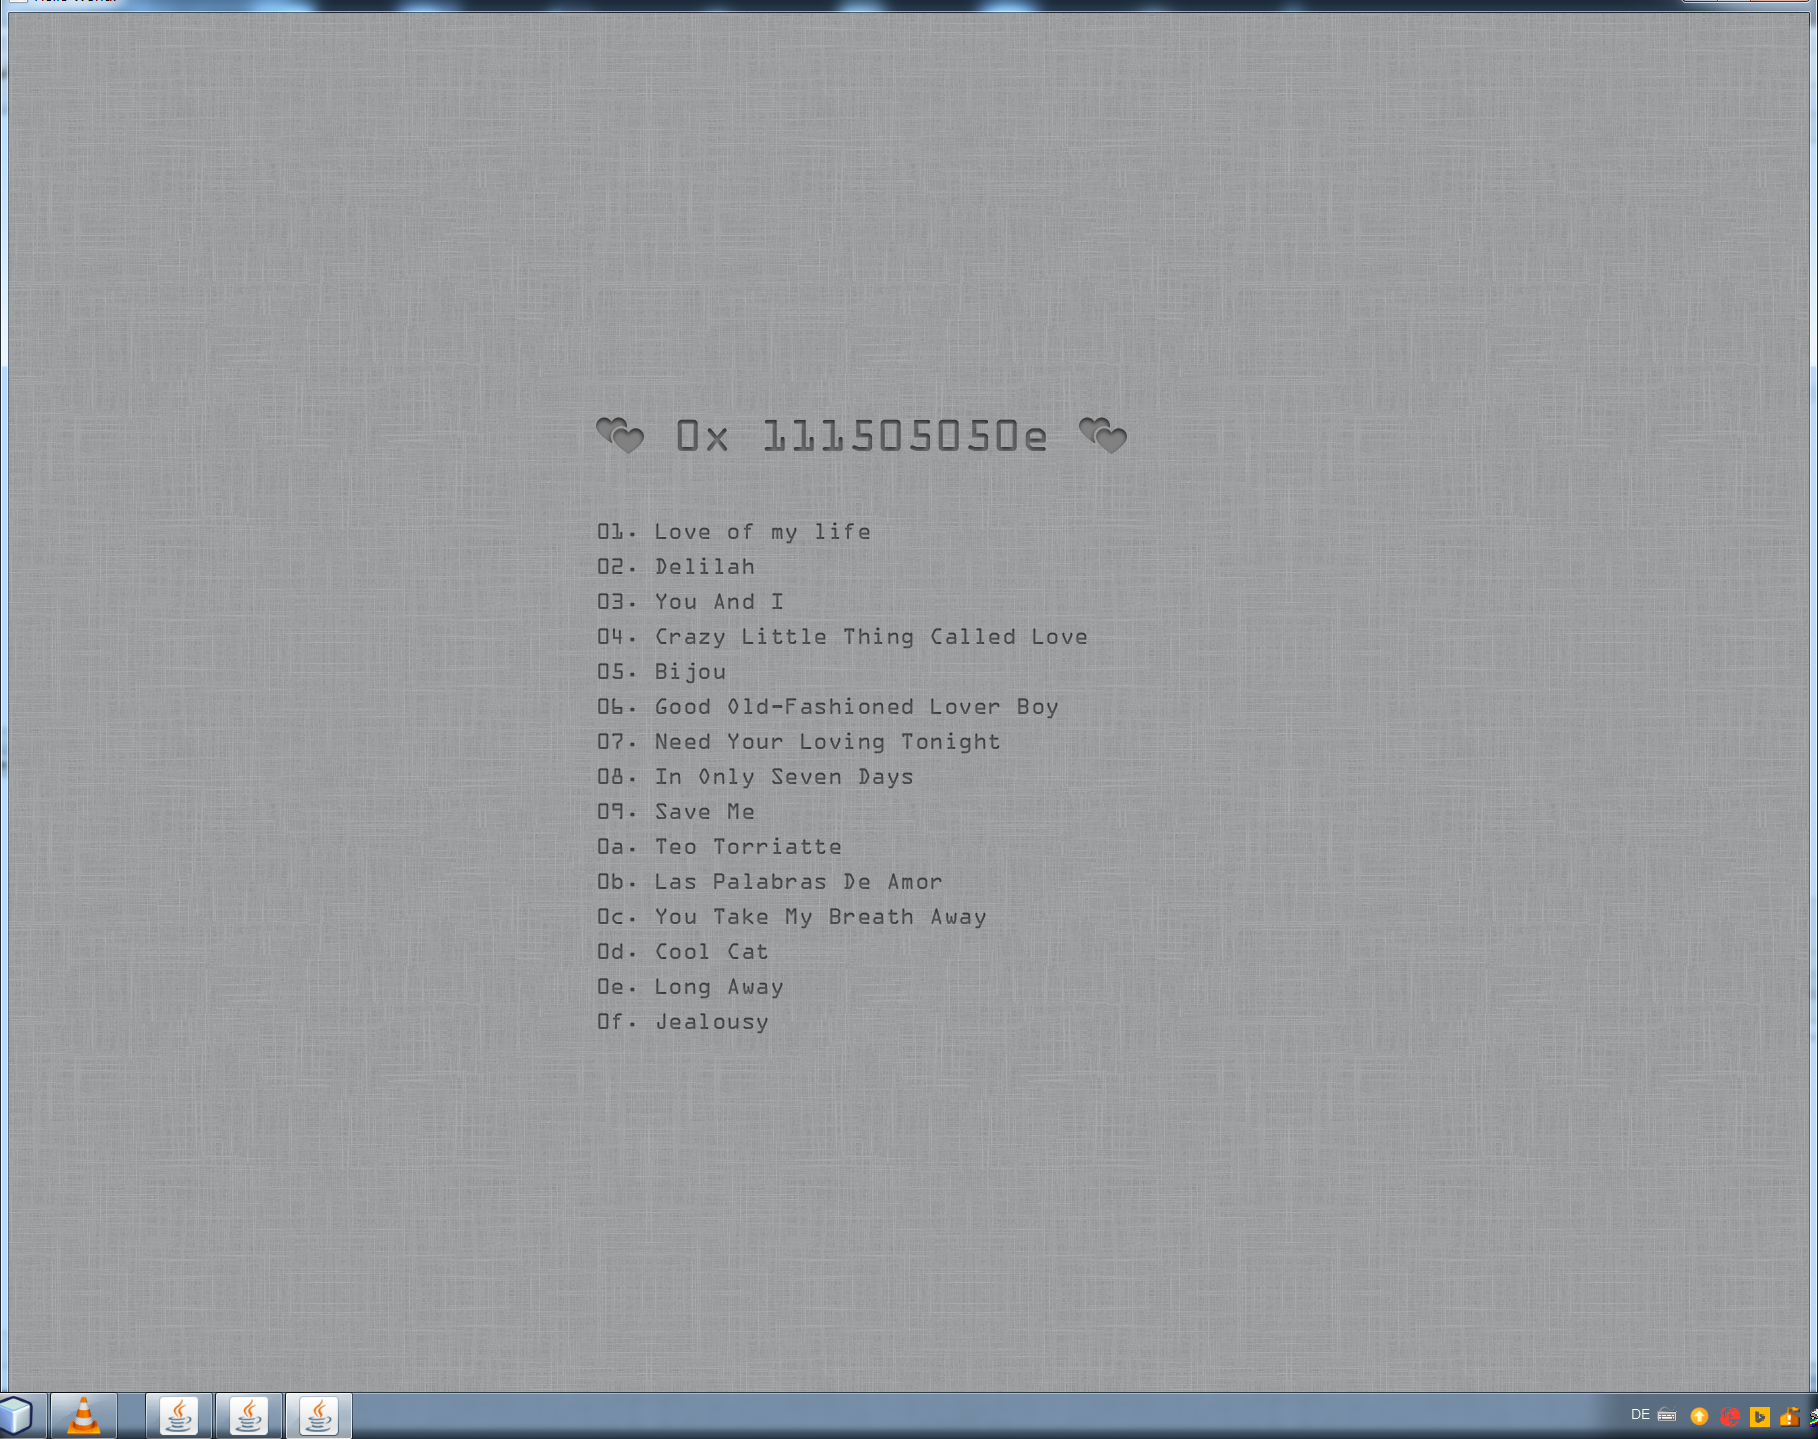 0x 111505050e
01. Love of my life
02. Delilah
03. You And I
04. Crazy Little Thing Called Love
05. Bijou
06. Good Old-Fashioned Lover Boy
07. Need Your Loving Tonight
08. In Only Seven Days
09. Save Me
0a. Teo Torriatte
0b. Las Palabras De Amor
0c. You Take My Breath Away
0d. Cool Cat
0e. Long Away
0f. Jealousy
DE